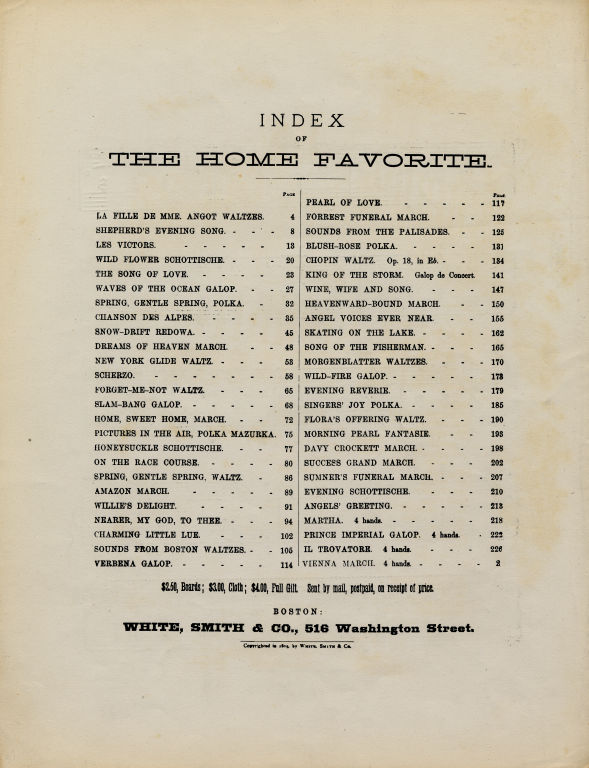 INDEX
OF
THE HOME FAVORITE.
PAGE
LA FILLE DE MME. ANGOT WALTZES. 4
SHEPHERD'S EVENING SONG. - - - 8
LES VICTORS. - - - - - 13
WILD FLOWER SCHOTTISCHE. - - - 20
THE SONG OF LOVE. - - - - 23
WAVES OF THE OCEAN GALOP. - - 27
SPRING, GENTLE SPRING, POLKA. - - 32
CHANSON DES ALPES. - - - - 35
SNOW-DRIFT REDOWA. - - - - 45
DREAMS OF HEAVEN MARCH. - - 48
NEW YORK GLIDE WALTZ. - - - 53
SCHERZO. - - - - - - 58
FORGET-ME-NOT WALTZ. - - - - 65
SLAM-BANG GALOP. - - - - 68
HOME, SWEET HOME, MARCH. - - 72
PICTURES IN THE AIR, POLKA MAZURKA. 75
HONEYSUCKLE SCHOTTISCHE. - - 77
ON THE RACE COURSE. - - - - 80
SPRING, GENTLE SPRING, WALTZ. - - 86
AMAZON MARCH. - - - - - 89
WILLIE'S DELIGHT. - - - - - 91
NEARER, MY GOD, TO THEE. - - - 94
CHARMING LITTLE LUE. - - - - 102
SOUNDS FROM BOSTON WALTZES. - - 105
VERBENA GALOP. - - - - - 114
PAGE
PEARL OF LOVE. - - - - - 117
FORREST FUNERAL MARCH. - - 122
SOUNDS FROM THE PALISADES. - - 125
BLUSH-ROSE POLKA. - - - - 131
CHOPIN WALTZ. Op. 18, in E♭. - - - 134
KING OF THE STORM. Galop de Concert. 141
WINE, WIFE AND SONG. - - - - 147
HEAVENWARD-BOUND MARCH. - - 150
ANGEL VOICES EVER NEAR. - - - 155
SKATING ON THE LAKE. - - - - 162
SONG OF THE FISHERMAN. - - - 165
MORGENBLATTER WALTZES. - - - 170
WILD-FIRE GALOP. - - - - - 173
EVENING REVERIE. - - - - - 179
SINGERS' JOY POLKA. - - - - 185
FLORA'S OFFERING WALTZ. - - - 190
MORNING PEARL FANTASIE. - - - 193
DAVY CROCKETT MARCH. - - - - 198
SUCCESS GRAND MARCH. - - - 202
SUMNER'S FUNERAL MARCH. - - - 207
EVENING SCHOTTISCHE. - - - - 210
ANGELS' GREETING. - - - - - 213
MARTHA. 4 hands. - - - - 218
PRINCE IMPERIAL GALOP. 4 hands. - 222
IL TROVATORE. 4 hands. - - - 226
VIENNA MARCH. 4 hands. - - - - 2
$2.50, Boards; $3.00, Cloth; $4.00, Full Gilt. Sent by mail, postpaid, on receipt of price.
BOSTON:
WHITE, SMITH & CO., 516 Washington Street.
Copyrighted in by WHITE, SMITH & Co.